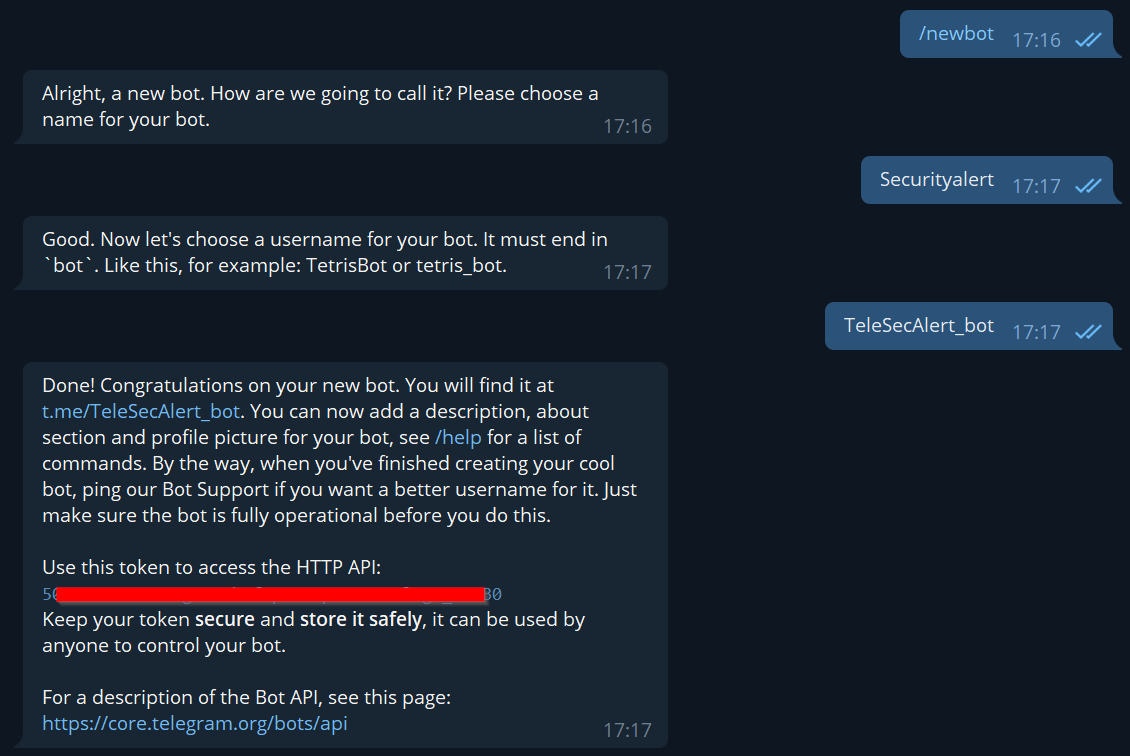 /newbot 17:16
Alright, a new bot. How are we going to call it? Please choose a
name for your bot.
17:16
Securityalert 17:17
Good. Now let's choose a username for your bot. It must end in
`bot`. Like this, for example: TetrisBot or tetris_bot.
17:17
TeleSecAlert_bot 17:17
Done! Congratulations on your new bot. You will find it at
t.me/TeleSecAlert_bot. You can now add a description, about
section and profile picture for your bot, see /help for a list of
commands. By the way, when you've finished creating your cool
bot, ping our Bot Support if you want a better username for it. Just
make sure the bot is fully operational before you do this.
Use this token to access the HTTP API:
Keep your token secure and store it safely, it can be used by
anyone to control your bot.
For a description of the Bot API, see this page:
https://core.telegram.org/bots/api
17:17